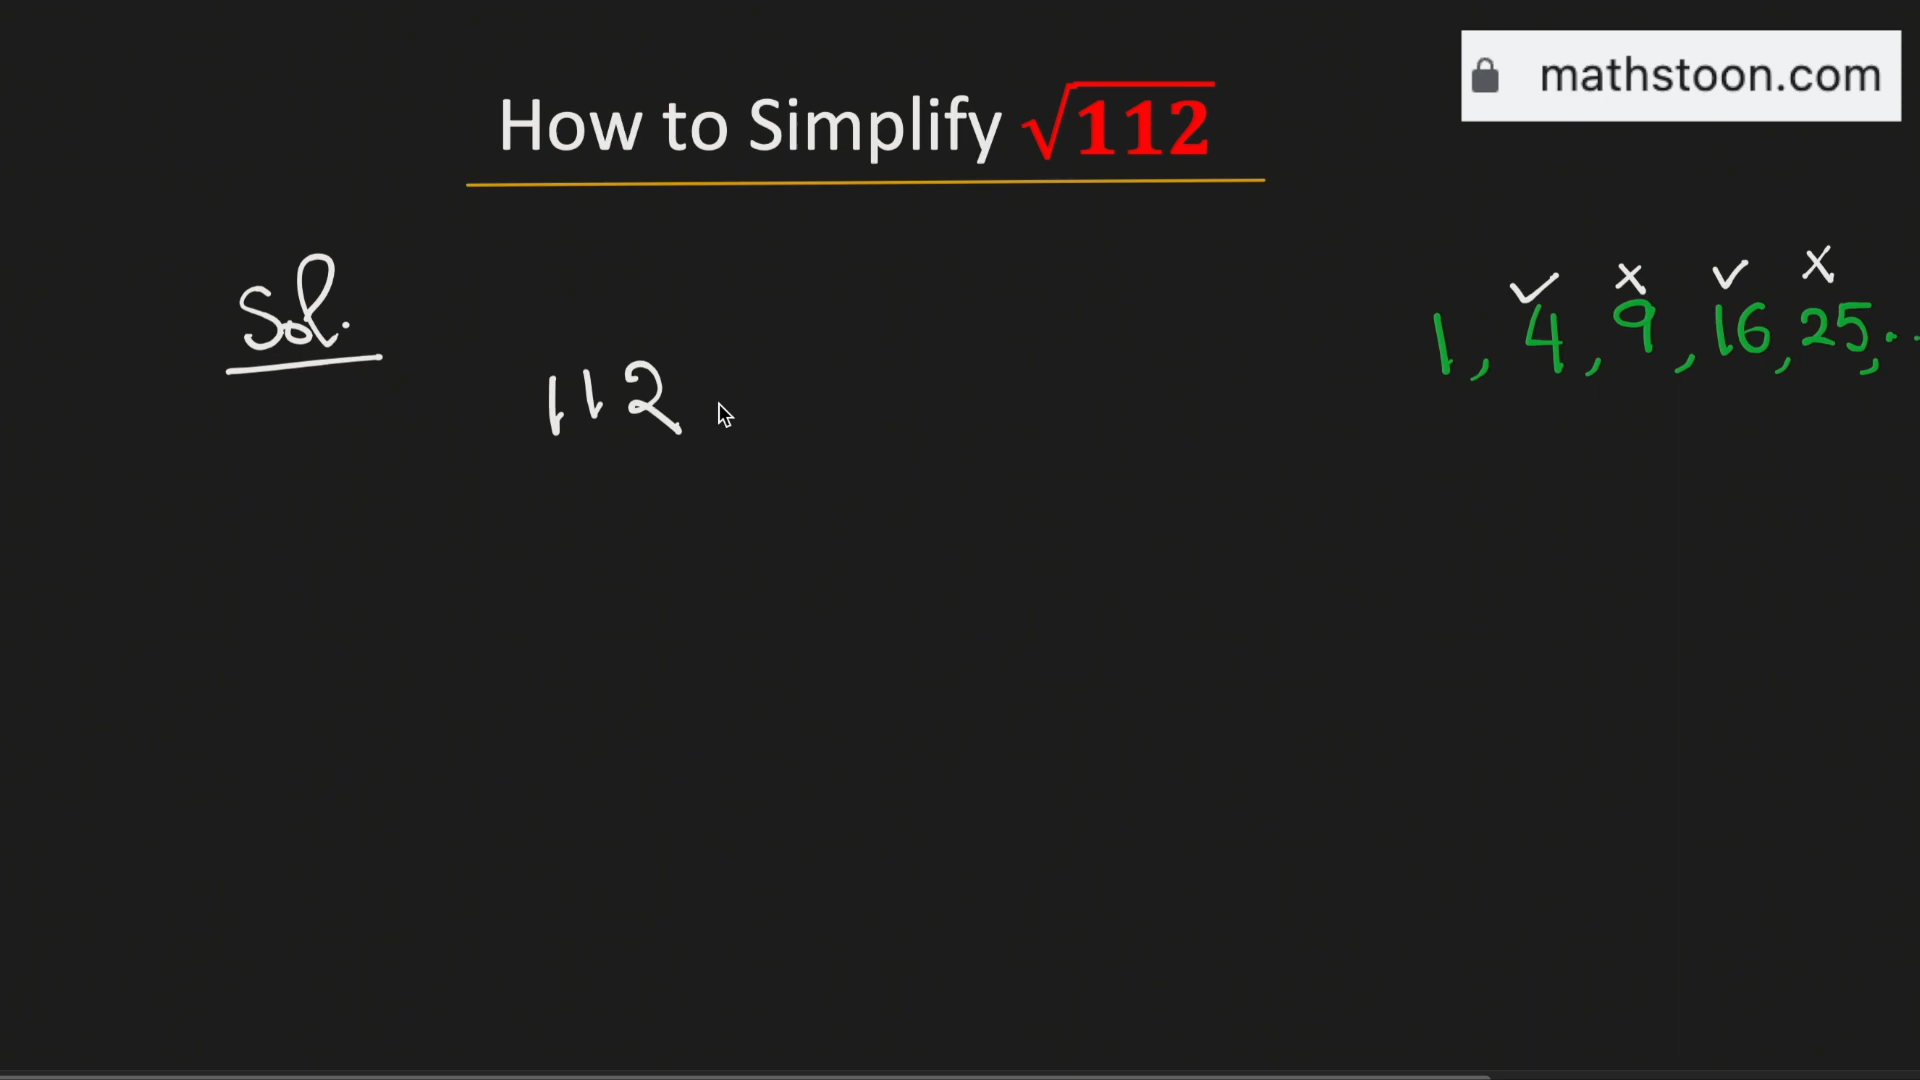 mathstoon.com
How to Simplify √112
Sol.
✓ x ✓ x
1, 4, 9, 16, 25, ..
112